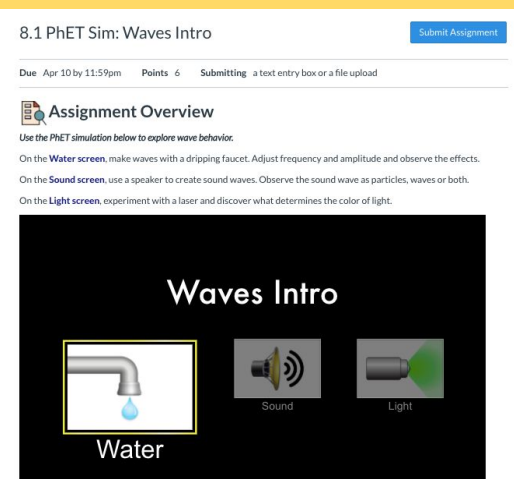 8.1 PhET Sim: Waves Intro
Submit Assignment
Due Apr 10 by 11:59pm Points 6 Submitting a text entry box or a file upload
Assignment Overview
Use the PhET simulation below to explore wave behavior.
On the Water screen, make waves with a dripping faucet. Adjust frequency and amplitude and observe the effects.
On the Sound screen, use a speaker to create sound waves. Observe the sound wave as particles, waves or both.
On the Light screen, experiment with a laser and discover what determines the color of light.
Waves Intro
Water
Sound
Light